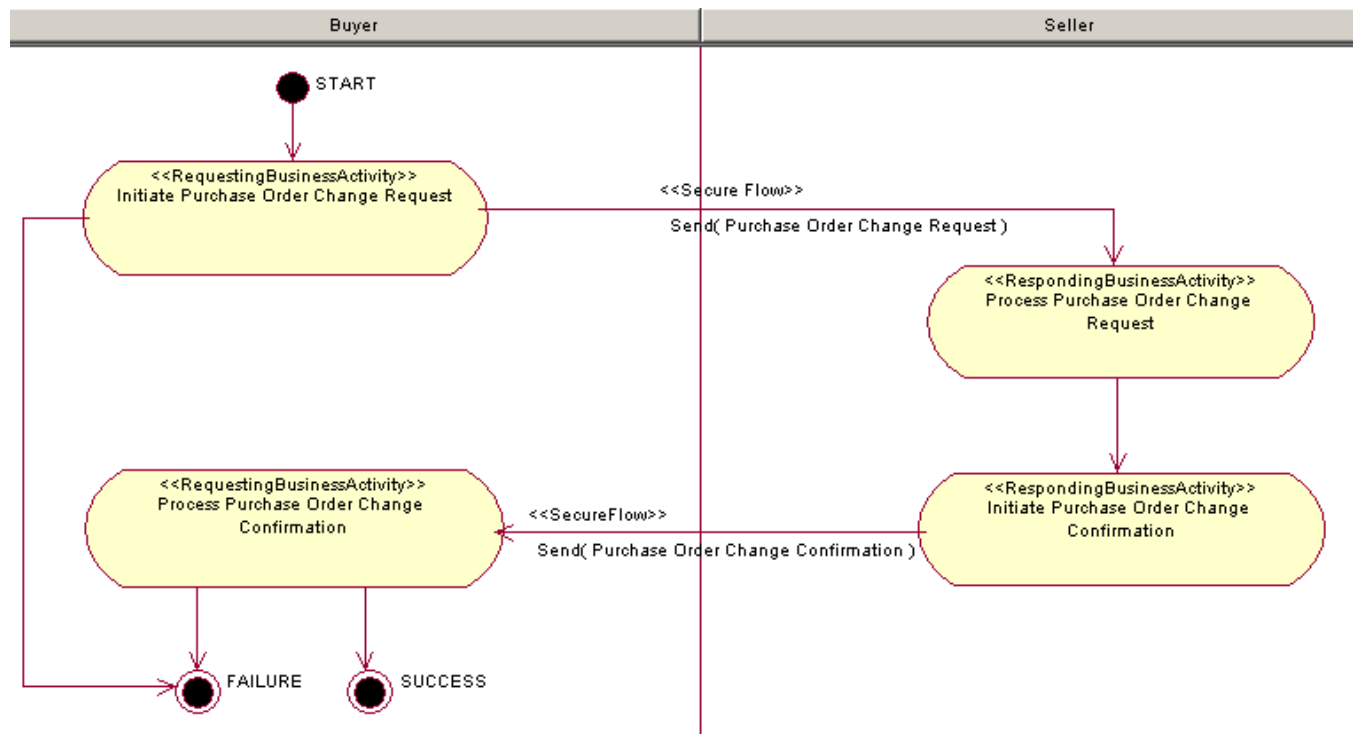 Buyer
Seller
START
<<RequestingBusinessActivity>>
Initiate Purchase Order Change Request
<<Secure Flow>>
Send( Purchase Order Change Request )
<<RespondingBusinessActivity>>
Process Purchase Order Change
Request
<<RequestingBusinessActivity>>
Process Purchase Order Change
Confirmation
<<SecureFlow>>
Send( Purchase Order Change Confirmation )
<<RespondingBusinessActivity>>
Initiate Purchase Order Change
Confirmation
FAILURE
SUCCESS